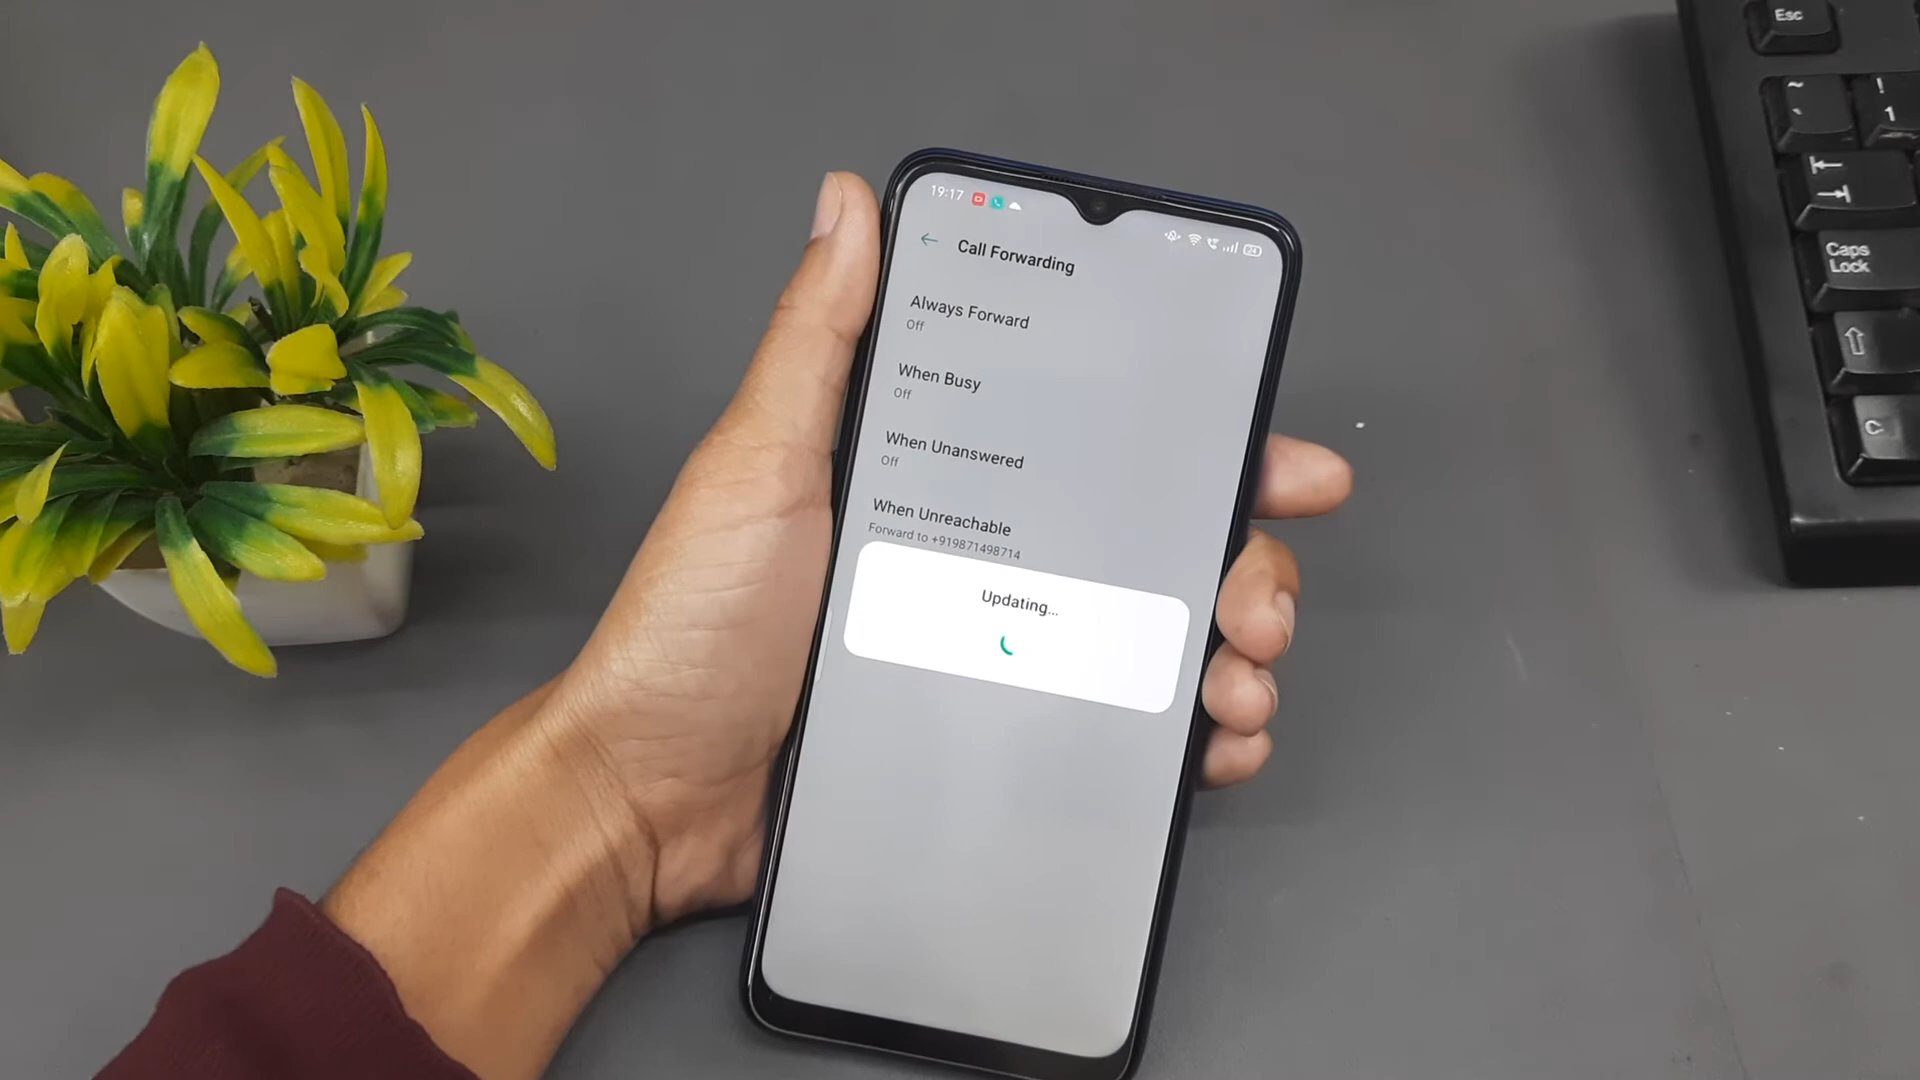 19:17
24
Call Forwarding
Always Forward
Off
When Busy
Off
When Unanswered
Off
When Unreachable
Forward to +919871498714
Updating...
Esc
~
`
!
1
Caps
Lock
C